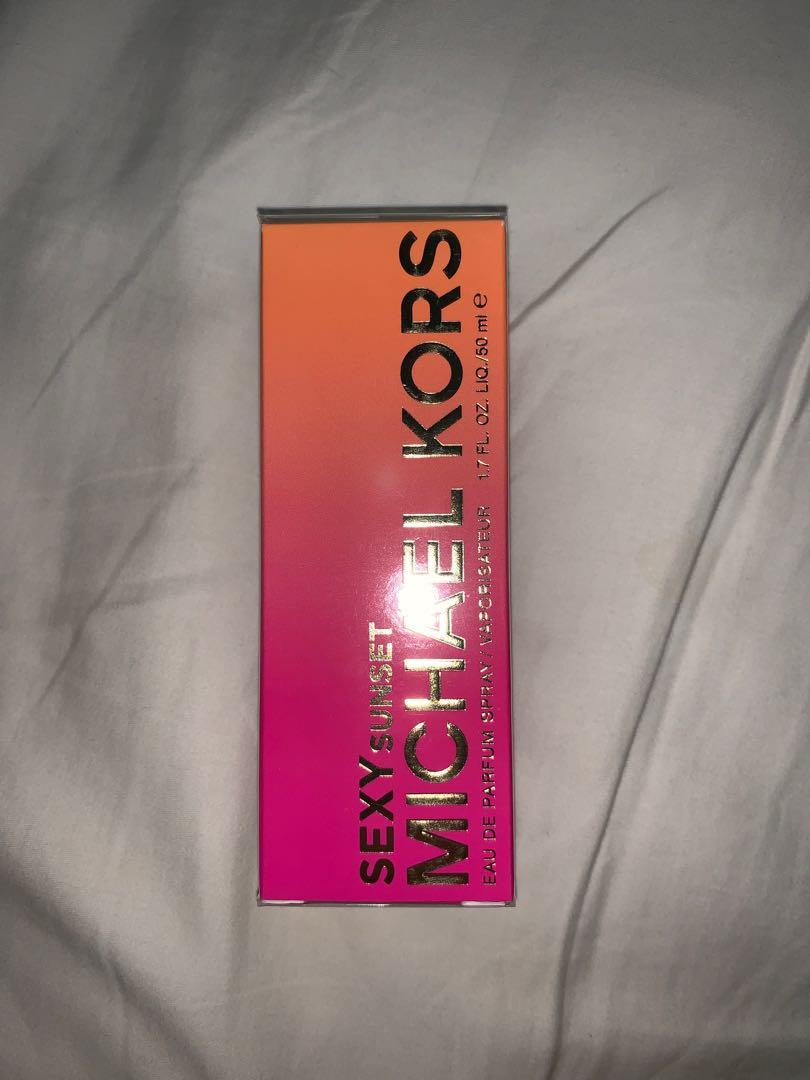 SEXY SUNSET
MICHAEL KORS
EAU DE PARFUM SPRAY / VAPORISATEUR 1.7 FL. OZ. LIQ./50 ml ℮